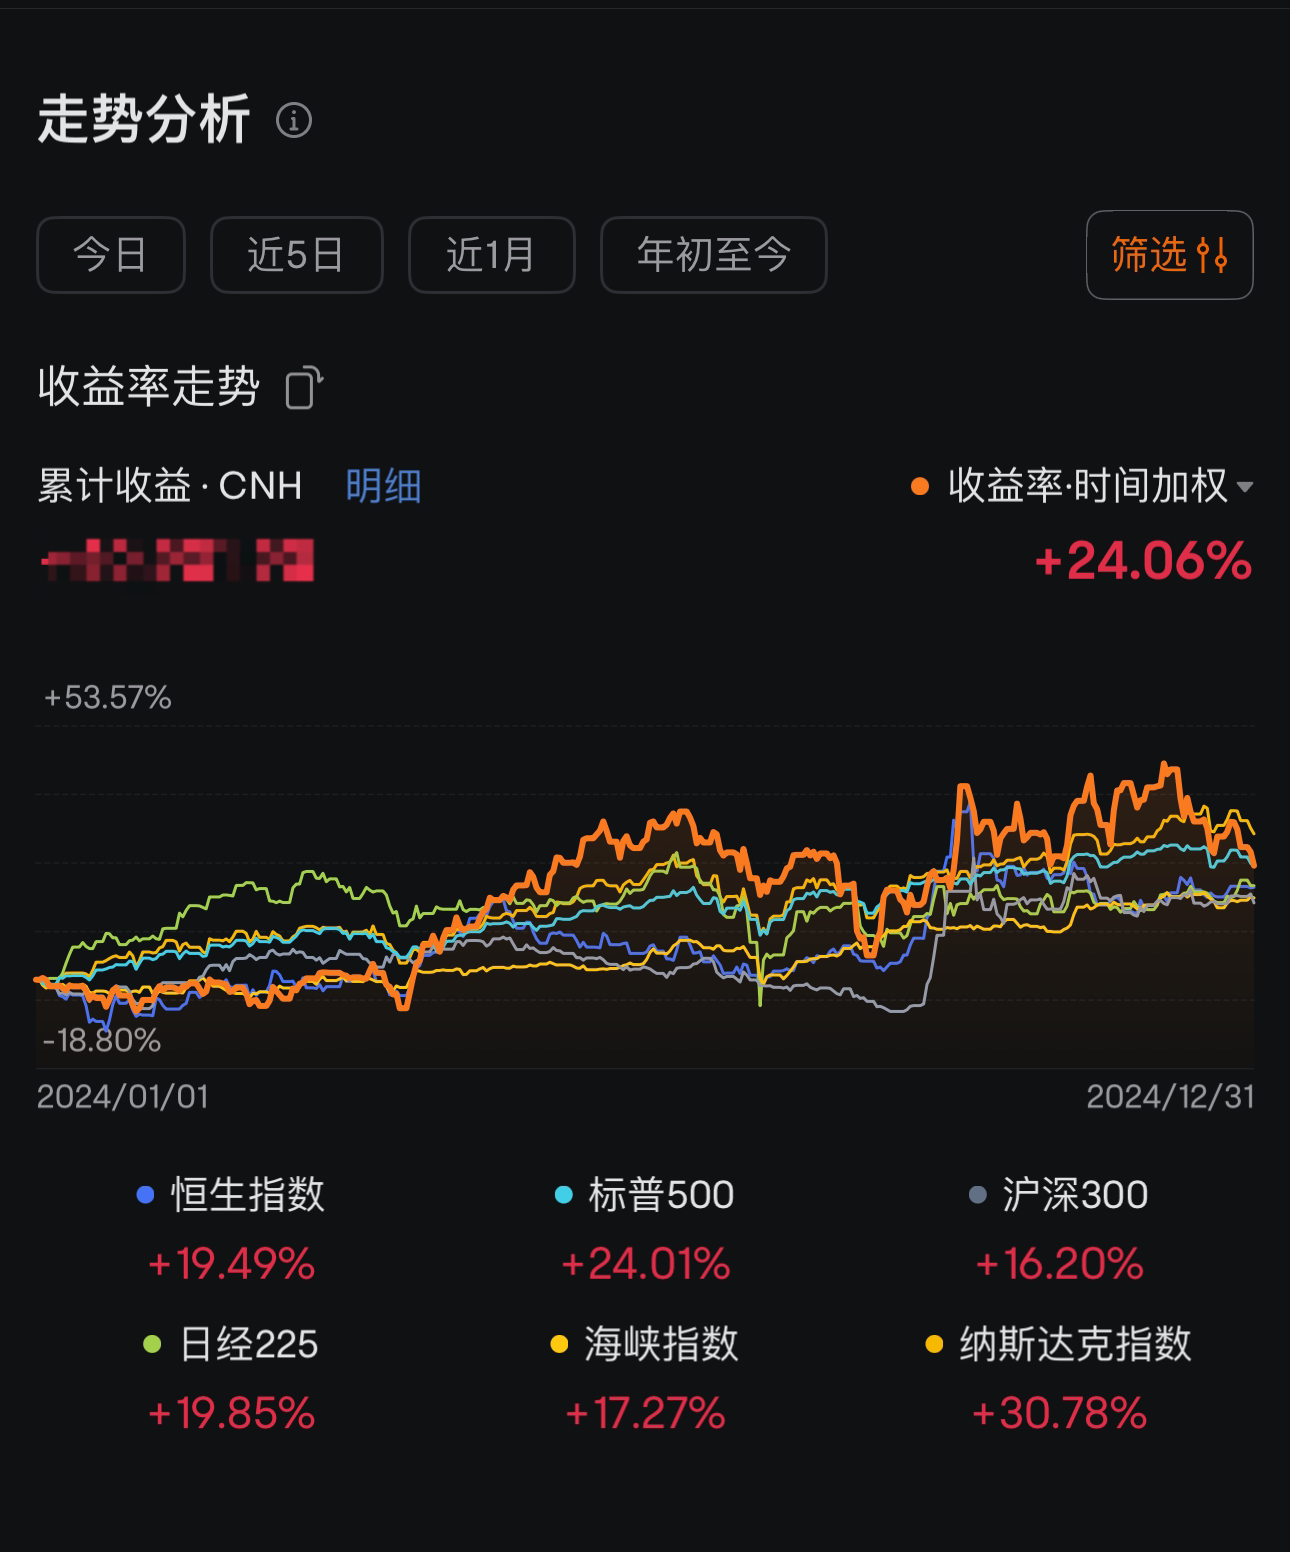 走势分析
今日 近5日 近1月 年初至今 筛选
收益率走势
累计收益·CNH 明细 收益率·时间加权
+24.06%
+53.57%
-18.80%
2024/01/01 2024/12/31
恒生指数 标普500 沪深300
+19.49% +24.01% +16.20%
日经225 海峡指数 纳斯达克指数
+19.85% +17.27% +30.78%